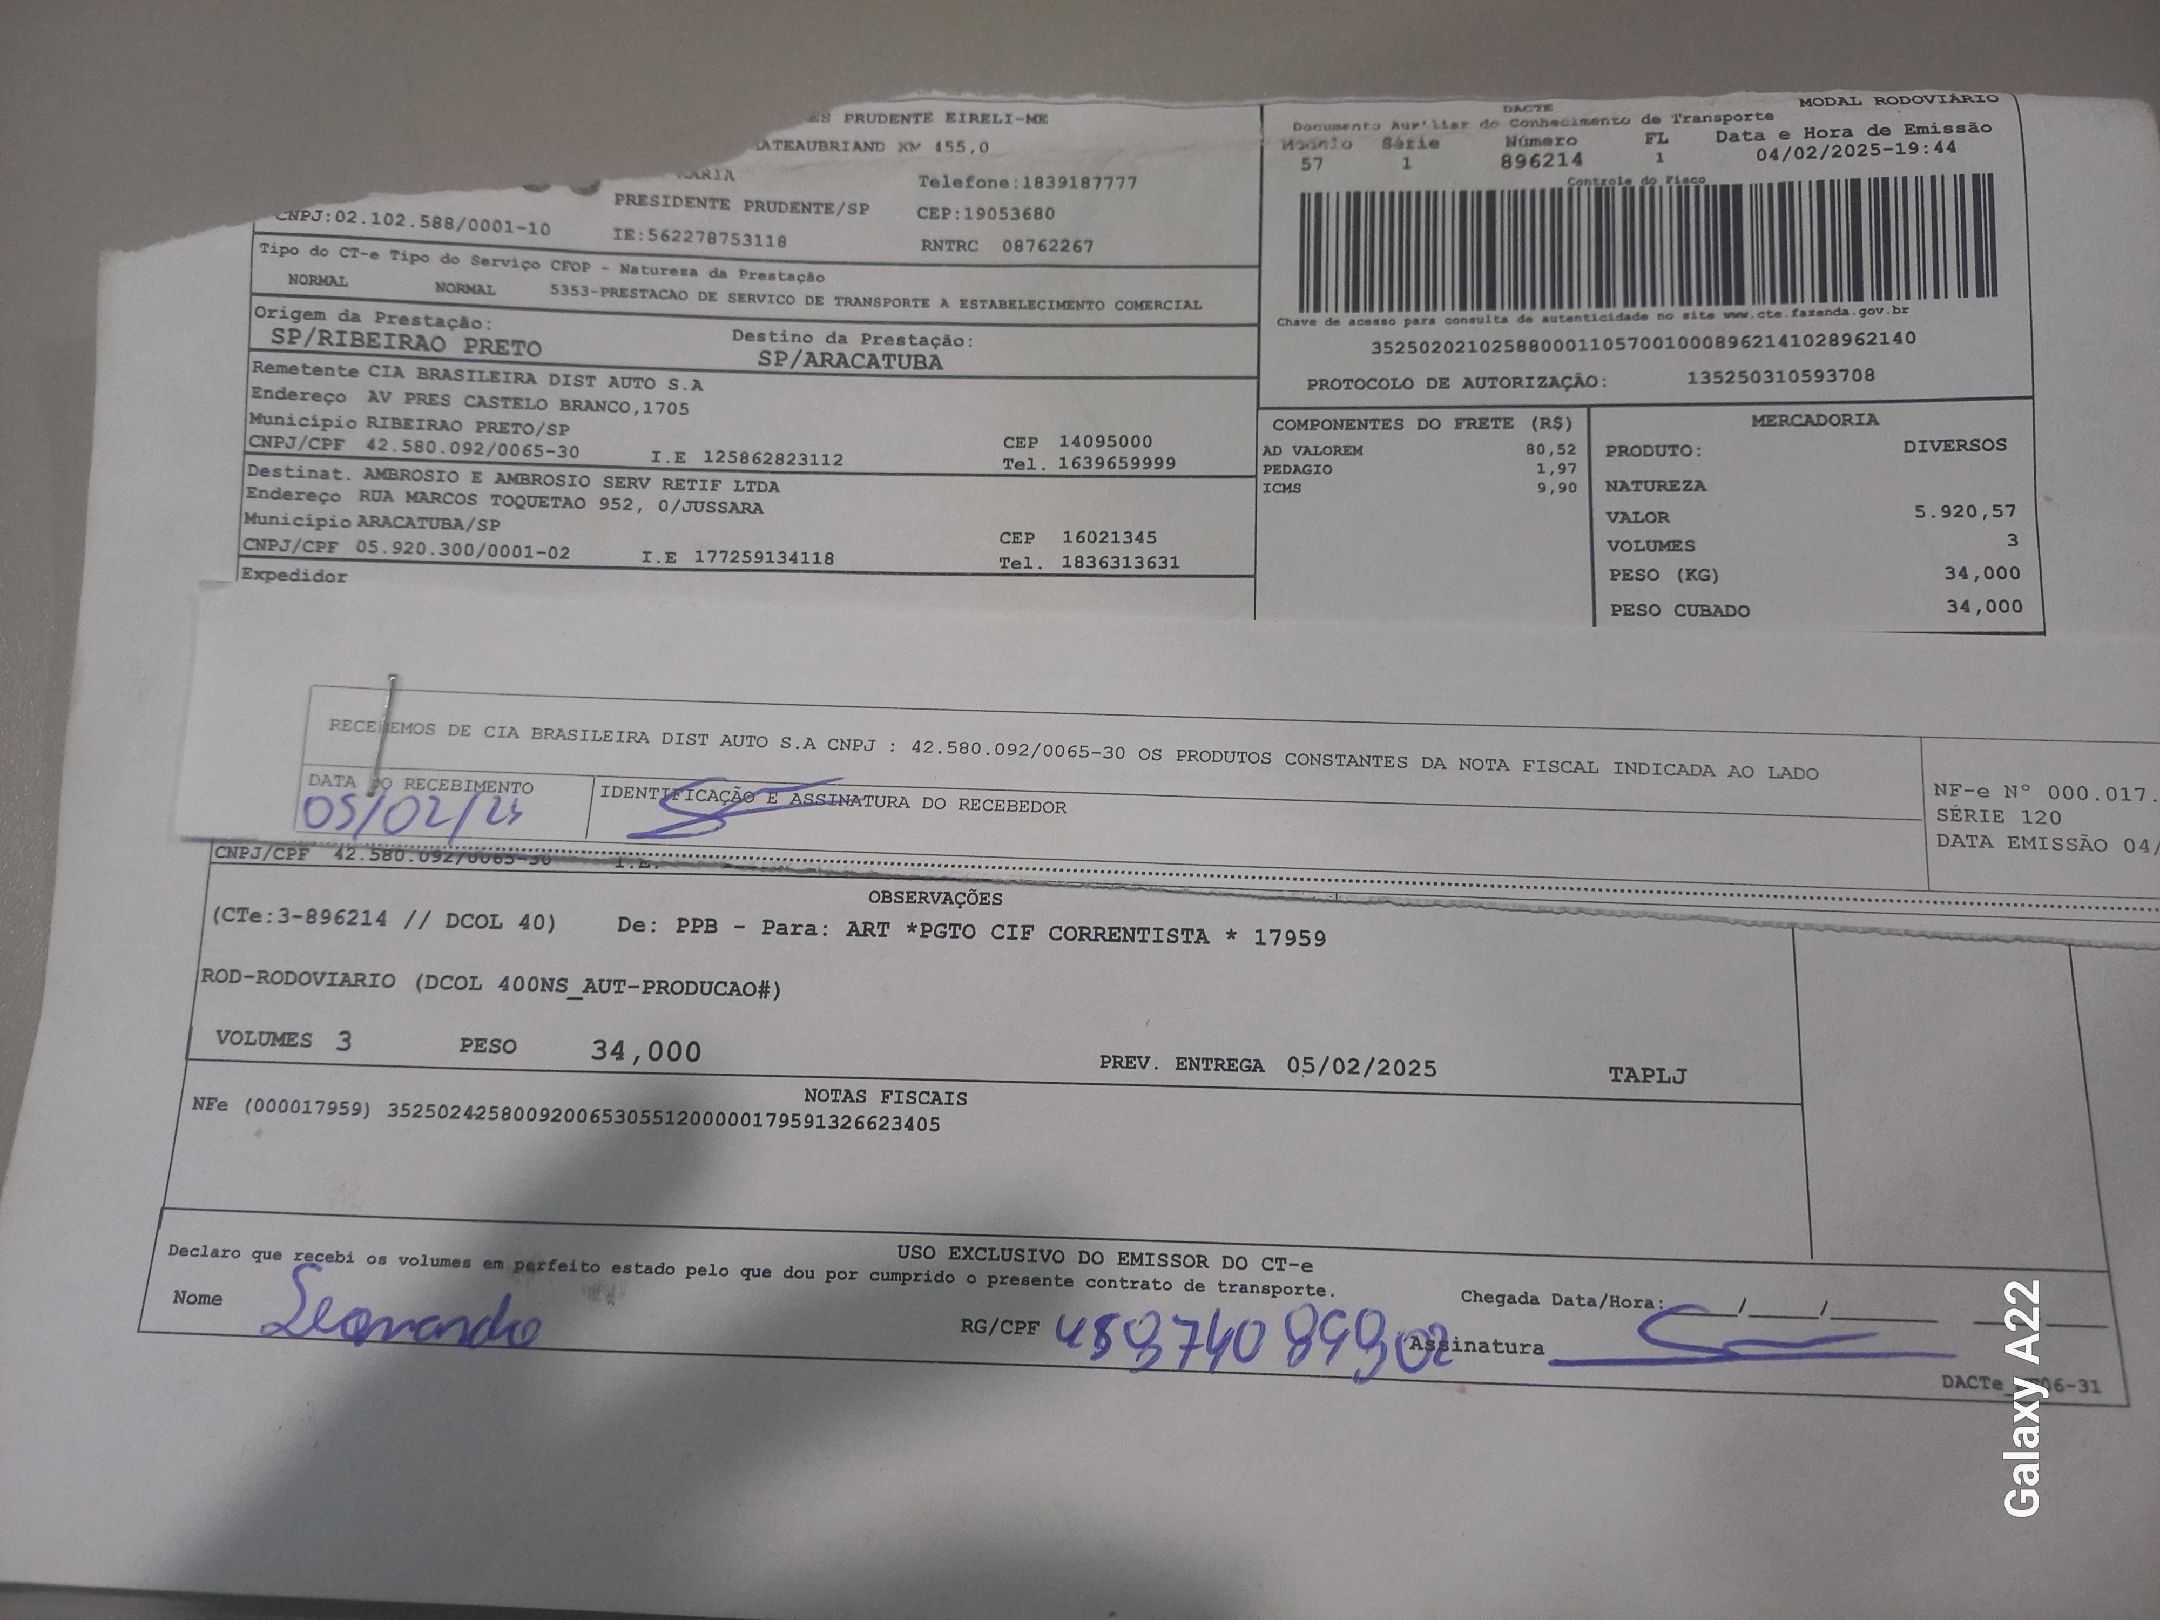 PRUDENTE EIRELI-ME
ATEAUBRIAND KM 455,0
Telefone:1839187777
PRESIDENTE PRUDENTE/SP
CEP:19053680
CNPJ:02.102.588/0001-10
IE:562278753118
RNTRC 08762267
Tipo do CT-e Tipo do Serviço CFOP - Natureza da Prestação
NORMAL NORMAL 5353-PRESTACAO DE SERVICO DE TRANSPORTE A ESTABELECIMENTO COMERCIAL
Origem da Prestação:
SP/RIBEIRAO PRETO
Destino da Prestação:
SP/ARACATUBA
Remetente CIA BRASILEIRA DIST AUTO S.A
Endereço AV PRES CASTELO BRANCO,1705
Município RIBEIRAO PRETO/SP
CEP 14095000
CNPJ/CPF 42.580.092/0065-30 I.E 125862823112
Tel. 1639659999
Destinat. AMBROSIO E AMBROSIO SERV RETIF LTDA
Endereço RUA MARCOS TOQUETAO 952, 0/JUSSARA
Município ARACATUBA/SP
CEP 16021345
CNPJ/CPF 05.920.300/0001-02 I.E 177259134118
Tel. 1836313631
Expedidor
MODAL RODOVIÁRIO
DACTE
Documento Auxiliar do Conhecimento de Transporte
Modelo Série Número FL Data e Hora de Emissão
57 1 896214 1 04/02/2025-19:44
Controle do Fisco
Chave de acesso para consulta de autenticidade no site www.cte.fazenda.gov.br
35250202102588000110570010008962141028962140
PROTOCOLO DE AUTORIZAÇÃO: 135250310593708
COMPONENTES DO FRETE (R$)
AD VALOREM 80,52
PEDAGIO 1,97
ICMS 9,90
MERCADORIA
PRODUTO: DIVERSOS
NATUREZA
VALOR 5.920,57
VOLUMES 3
PESO (KG) 34,000
PESO CUBADO 34,000
RECEBEMOS DE CIA BRASILEIRA DIST AUTO S.A CNPJ : 42.580.092/0065-30 OS PRODUTOS CONSTANTES DA NOTA FISCAL INDICADA AO LADO
DATA DO RECEBIMENTO
05/02/25
IDENTIFICAÇÃO E ASSINATURA DO RECEBEDOR
NF-e Nº 000.017.
SÉRIE 120
DATA EMISSÃO 04/
CNPJ/CPF 42.580.092/0065-30 I.E.
OBSERVAÇÕES
(CTe:3-896214 // DCOL 40) De: PPB - Para: ART *PGTO CIF CORRENTISTA * 17959
ROD-RODOVIARIO (DCOL 400NS_AUT-PRODUCAO#)
VOLUMES 3 PESO 34,000 PREV. ENTREGA 05/02/2025 TAPLJ
NOTAS FISCAIS
NFe (000017959) 35250242580092006530551200000179591326623405
USO EXCLUSIVO DO EMISSOR DO CT-e
Declaro que recebi os volumes em perfeito estado pelo que dou por cumprido o presente contrato de transporte.
Nome Leonardo
RG/CPF
Chegada Data/Hora: / /
Assinatura
DACTe 06-31
Galaxy A22